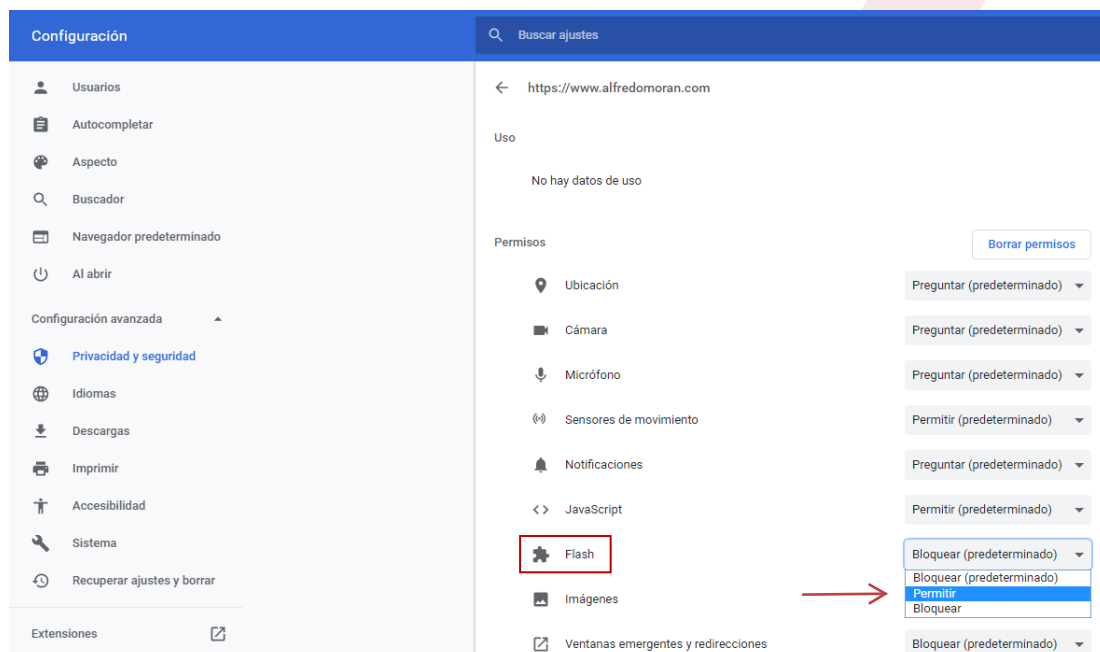 Configuración
Buscar ajustes
Usuarios
Autocompletar
Aspecto
Buscador
Navegador predeterminado
Al abrir
Configuración avanzada
Privacidad y seguridad
Idiomas
Descargas
Imprimir
Accesibilidad
Sistema
Recuperar ajustes y borrar
Extensiones
https://www.alfredomoran.com
Uso
No hay datos de uso
Permisos
Borrar permisos
Ubicación
Preguntar (predeterminado)
Cámara
Preguntar (predeterminado)
Micrófono
Preguntar (predeterminado)
Sensores de movimiento
Permitir (predeterminado)
Notificaciones
Preguntar (predeterminado)
JavaScript
Permitir (predeterminado)
Flash
Bloquear (predeterminado)
Bloquear (predeterminado)
Permitir
Bloquear
Imágenes
Ventanas emergentes y redirecciones
Bloquear (predeterminado)